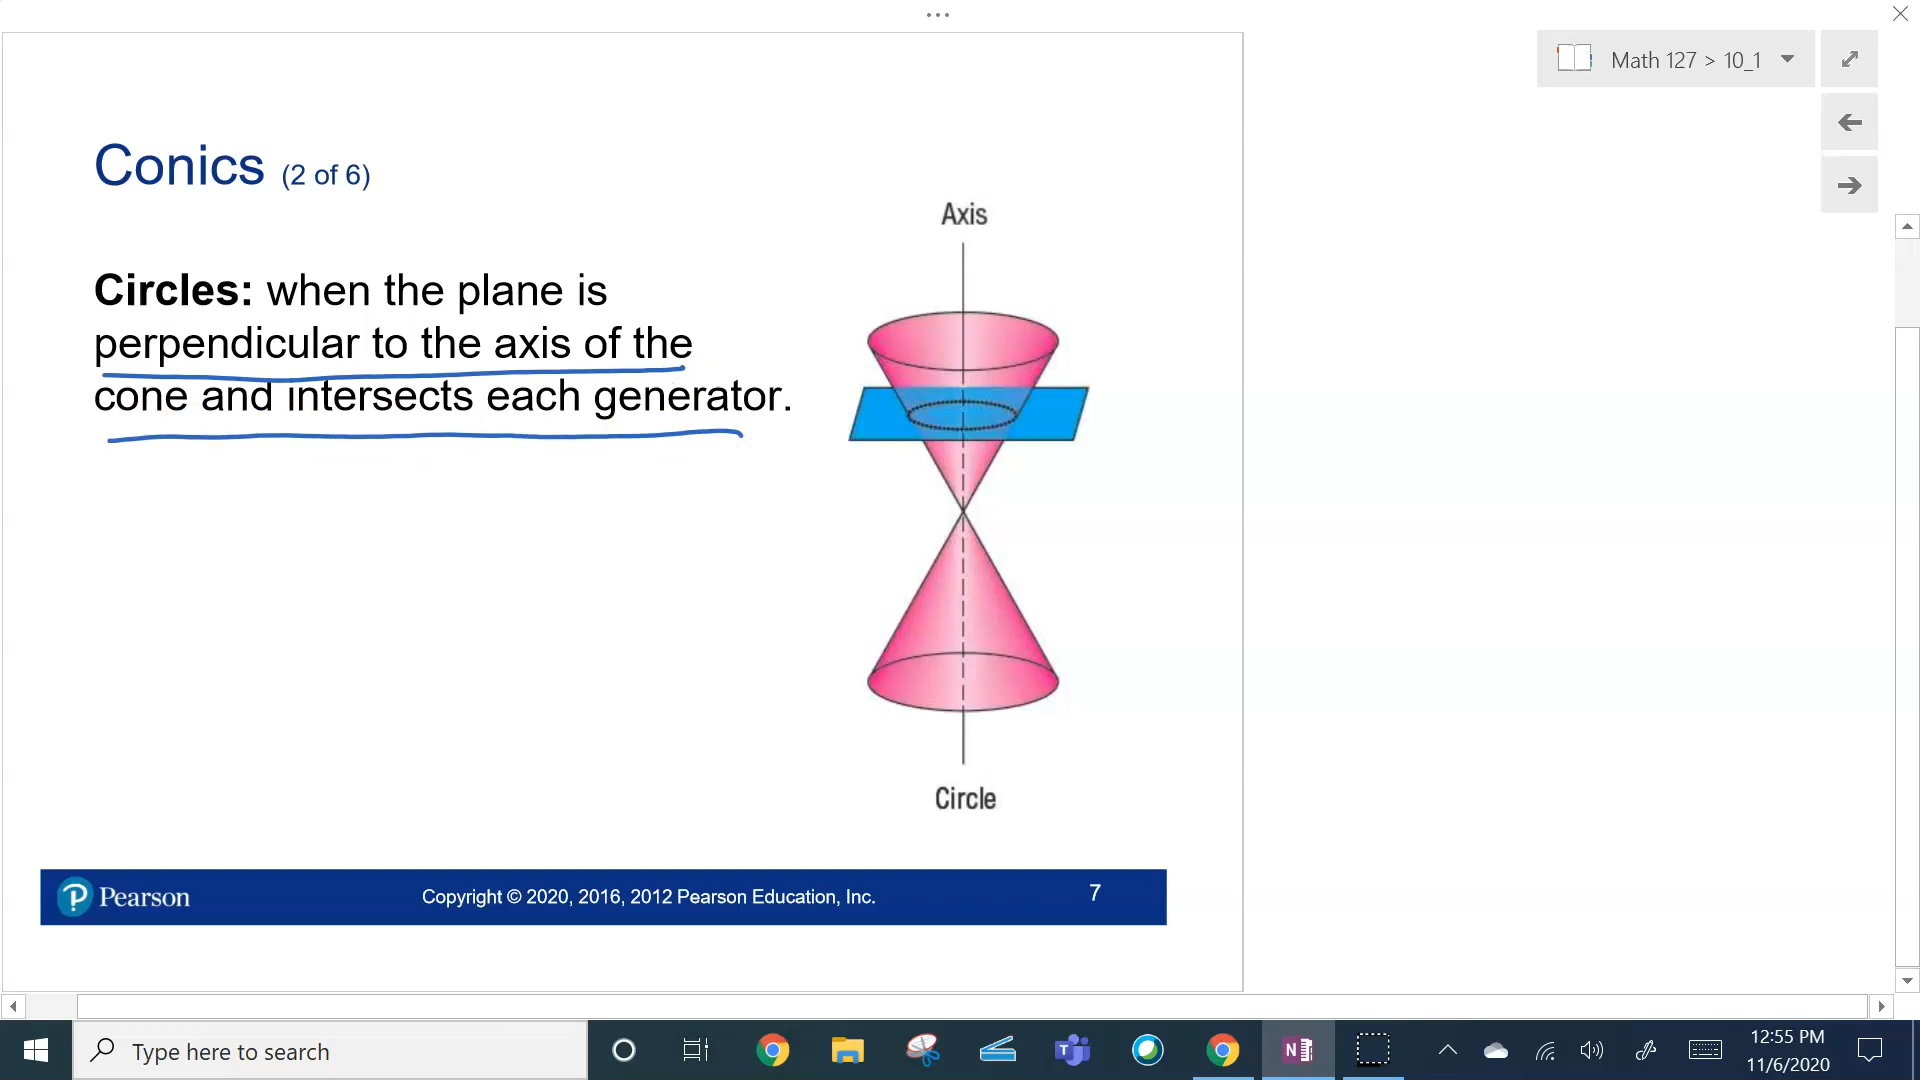 Math 127 > 10_1
Conics (2 of 6)
Circles: when the plane is
perpendicular to the axis of the
cone and intersects each generator.
Axis
Circle
Pearson
Copyright © 2020, 2016, 2012 Pearson Education, Inc.
7
Type here to search
12:55 PM
11/6/2020